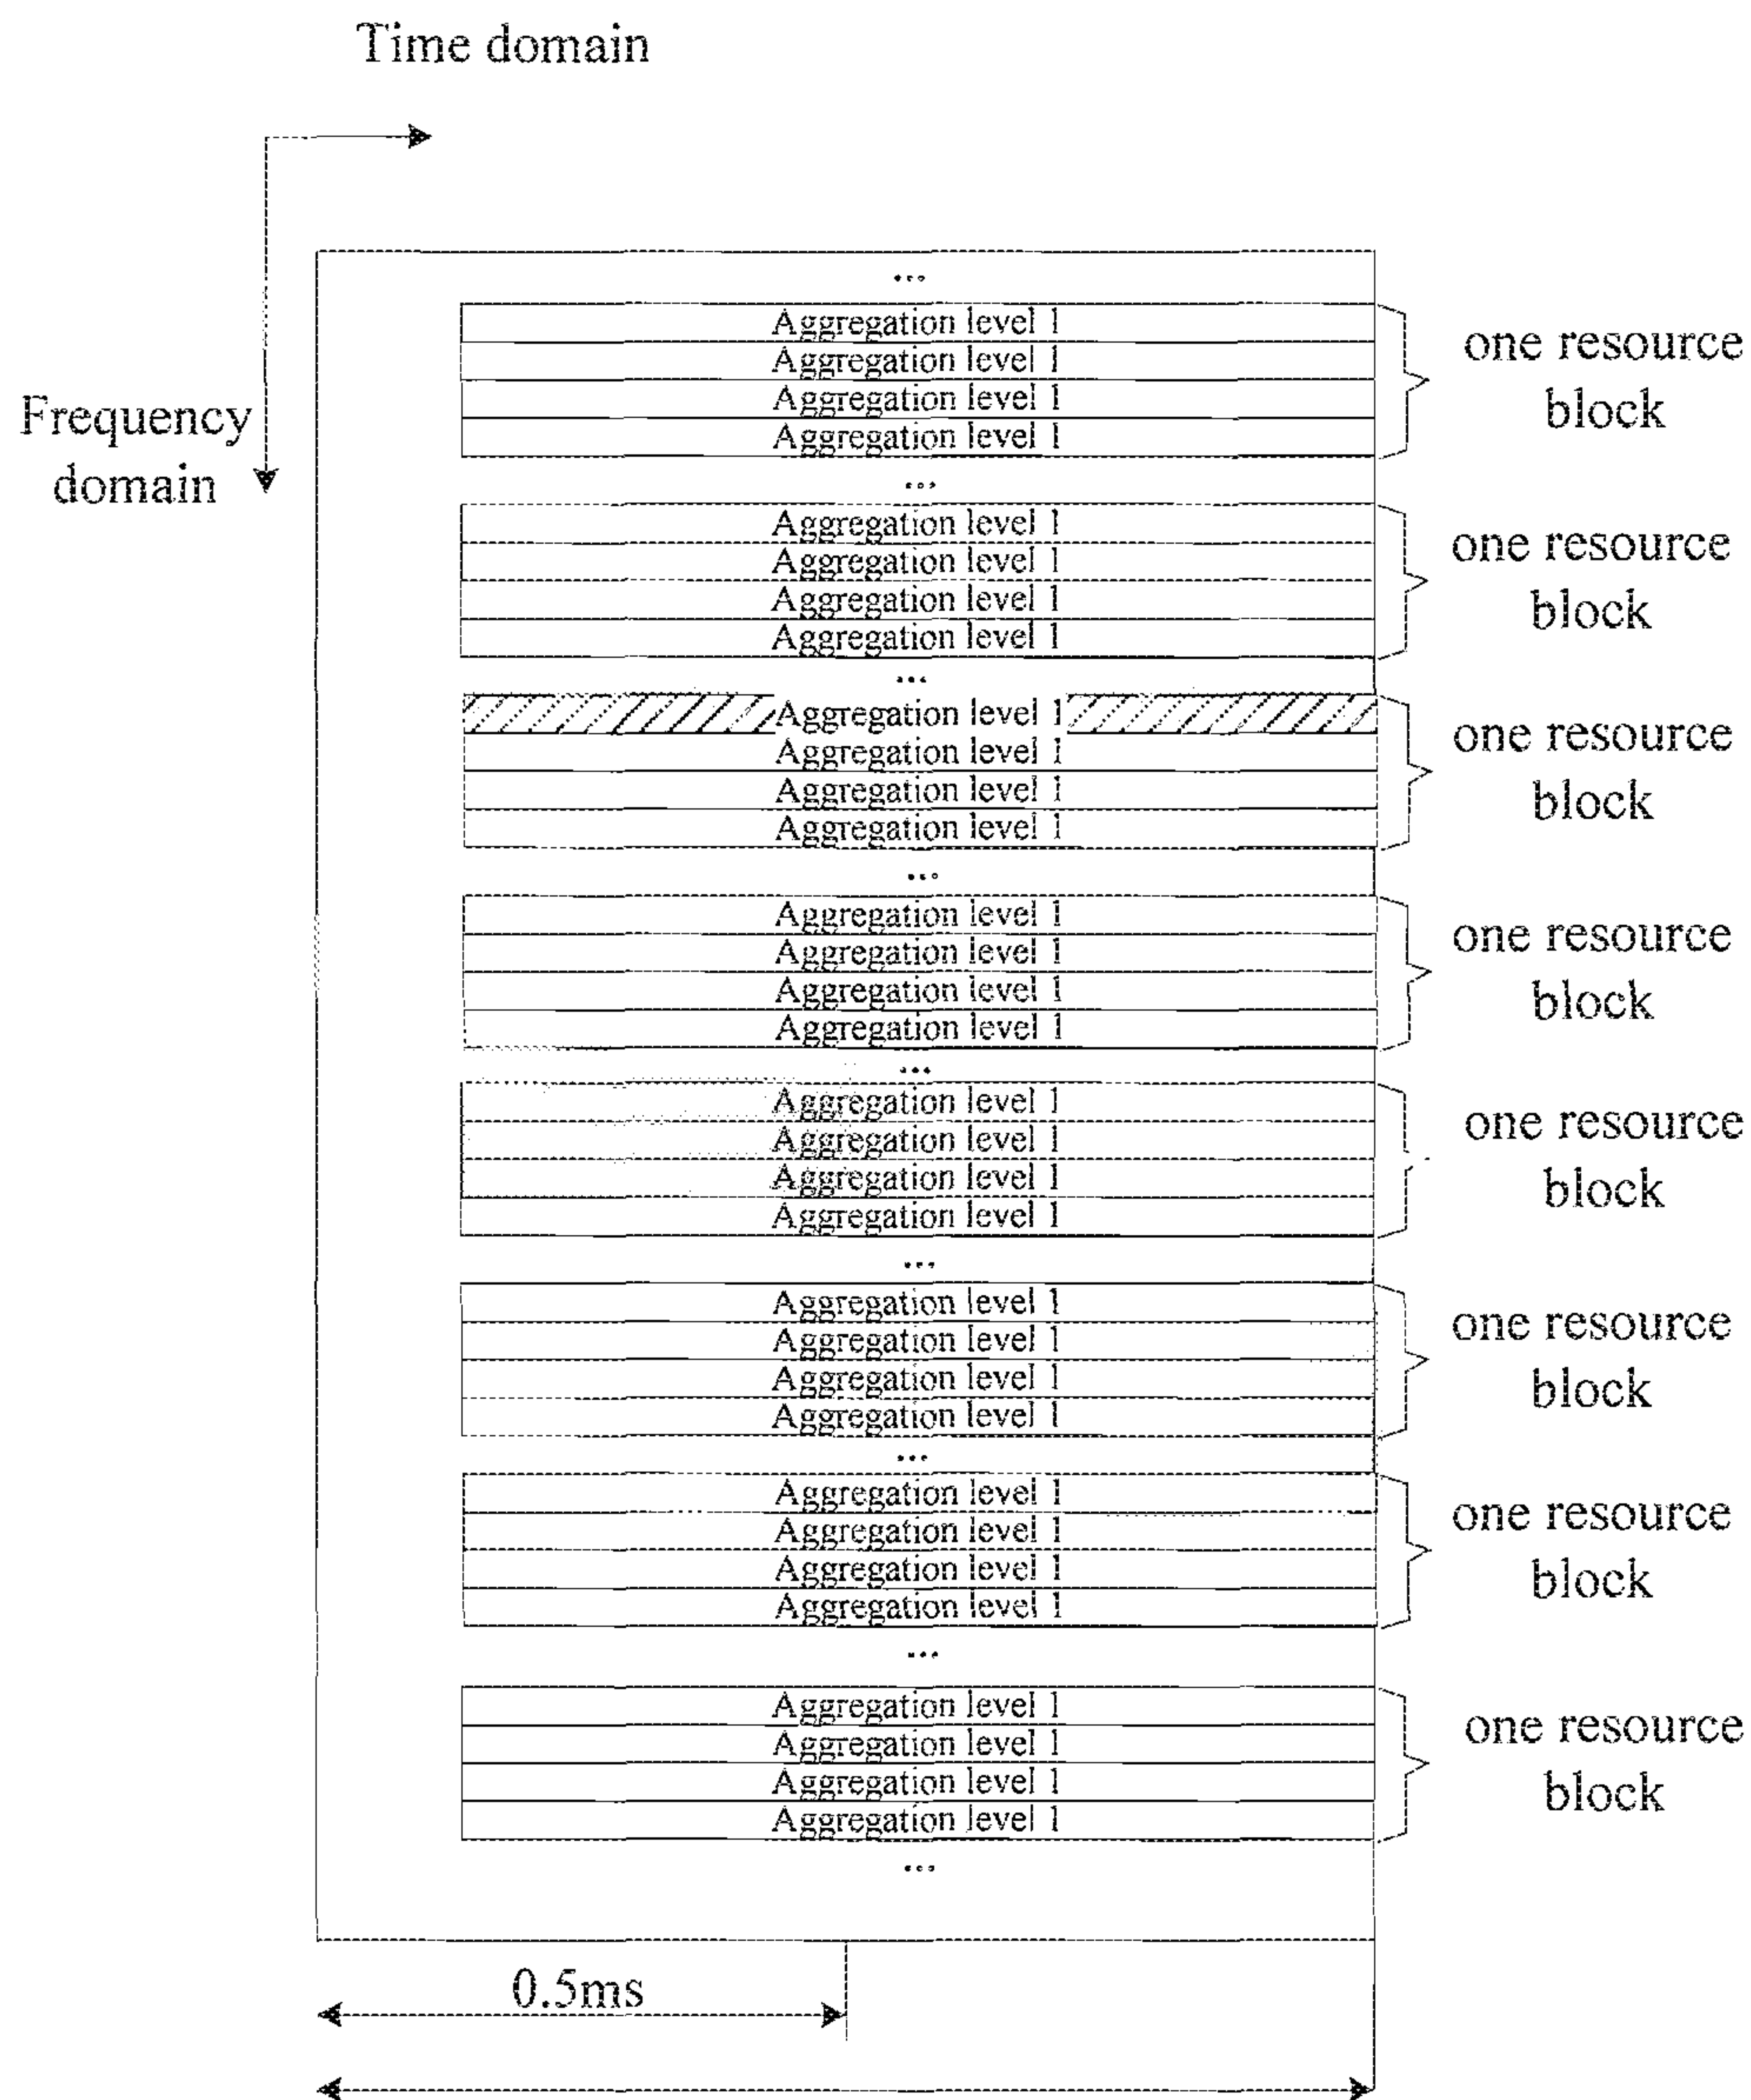 Time domain
Frequency
domain
...
Aggregation level 1
Aggregation level 1
Aggregation level 1
Aggregation level 1
one resource
block
...
Aggregation level 1
Aggregation level 1
Aggregation level 1
Aggregation level 1
one resource
block
...
Aggregation level 1
Aggregation level 1
Aggregation level 1
Aggregation level 1
one resource
block
...
Aggregation level 1
Aggregation level 1
Aggregation level 1
Aggregation level 1
one resource
block
...
Aggregation level 1
Aggregation level 1
Aggregation level 1
Aggregation level 1
one resource
block
...
Aggregation level 1
Aggregation level 1
Aggregation level 1
Aggregation level 1
one resource
block
...
Aggregation level 1
Aggregation level 1
Aggregation level 1
Aggregation level 1
one resource
block
...
Aggregation level 1
Aggregation level 1
Aggregation level 1
Aggregation level 1
one resource
block
...
0.5ms